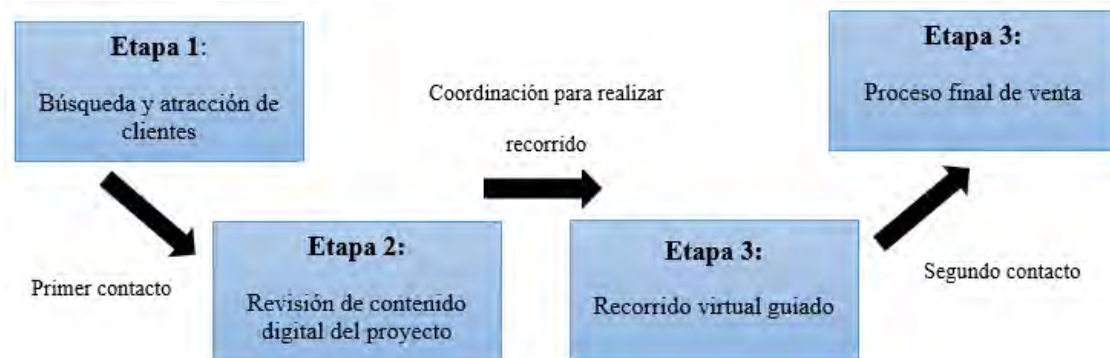 Etapa 1:
Búsqueda y atracción de
clientes
Primer contacto
Etapa 2:
Revisión de contenido
digital del proyecto
Coordinación para realizar
recorrido
Etapa 3:
Recorrido virtual guiado
Segundo contacto
Etapa 3:
Proceso final de venta